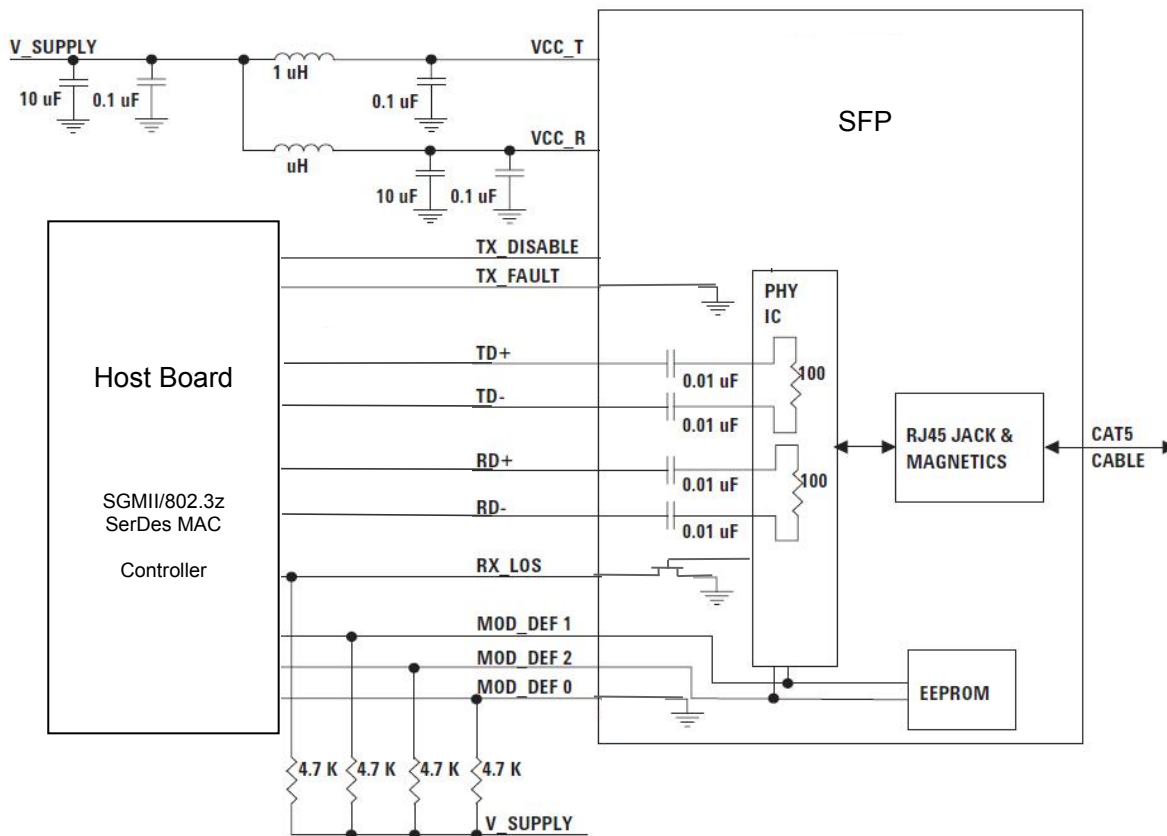 V_SUPPLY
VCC_T
1 uH
10 uF
0.1 uF
0.1 uF
SFP
VCC_R
uH
10 uF
0.1 uF
TX_DISABLE
TX_FAULT
PHY
IC
TD+
0.01 uF
100
Host Board
TD-
0.01 uF
RJ45 JACK &
MAGNETICS
CAT5
CABLE
RD+
0.01 uF
100
SGMII/802.3z
SerDes MAC
Controller
RD-
0.01 uF
RX_LOS
MOD_DEF 1
MOD_DEF 2
MOD_DEF 0
EEPROM
4.7 K
4.7 K
4.7 K
4.7 K
V_SUPPLY